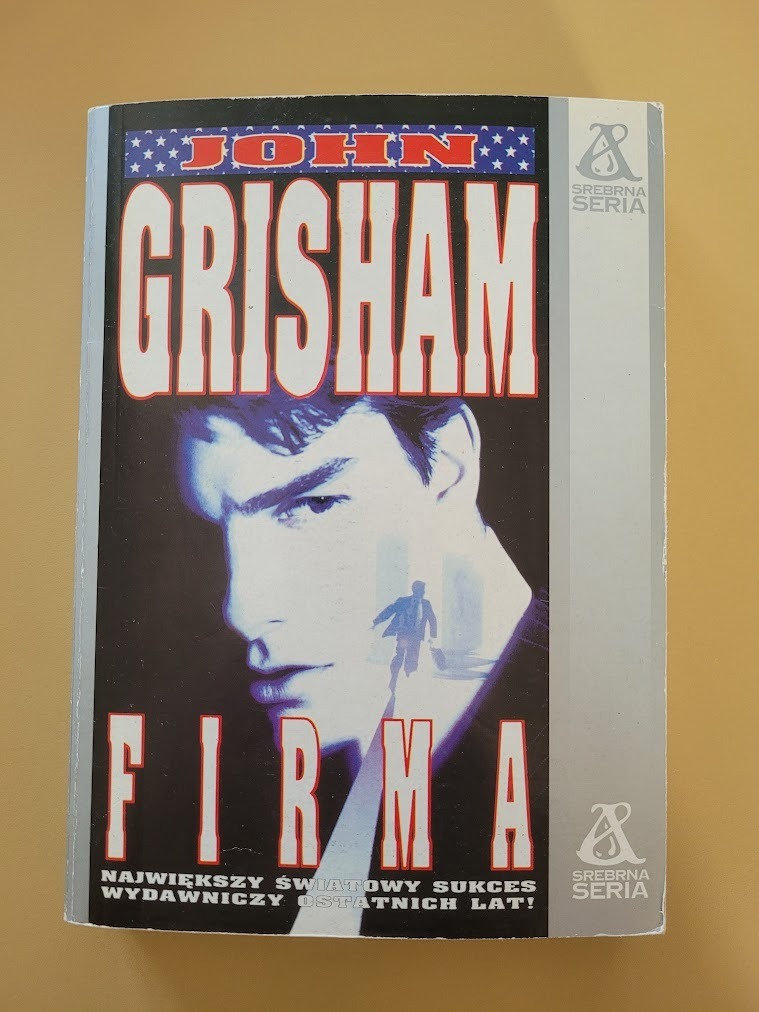 JOHN
GRISHAM
FIRMA
NAJWIĘKSZY ŚWIATOWY SUKCES
WYDAWNICZY OSTATNICH LAT!
A
SREBRNA
SERIA
A
SREBRNA
SERIA